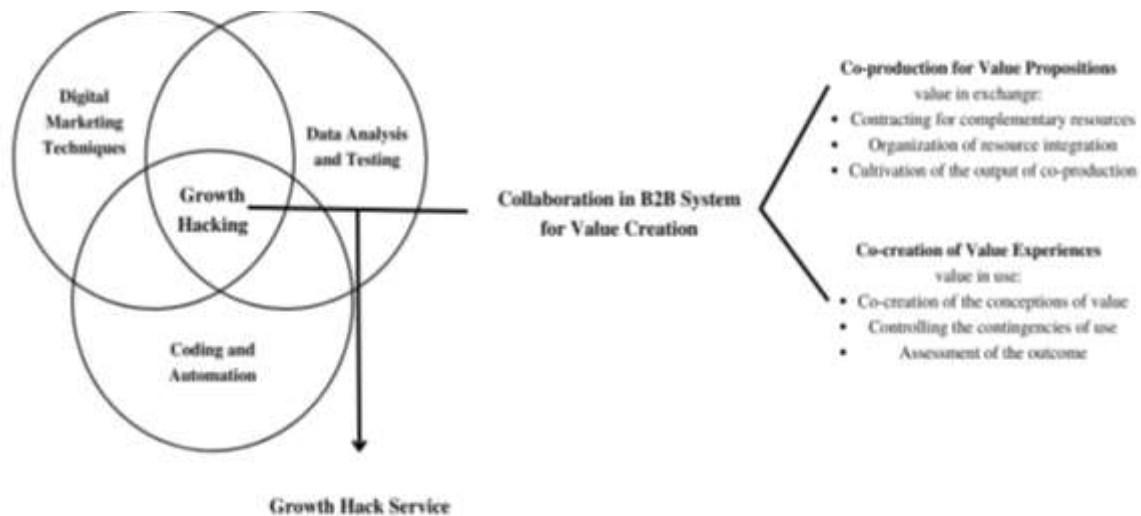 Digital
Marketing
Techniques
Data Analysis
and Testing
Growth
Hacking
Coding and
Automation
Growth Hack Service
Collaboration in B2B System
for Value Creation
Co-production for Value Propositions
value in exchange:
• Contracting for complementary resources
• Organization of resource integration
• Cultivation of the output of co-production
Co-creation of Value Experiences
value in use:
• Co-creation of the conceptions of value
• Controlling the contingencies of use
• Assessment of the outcome